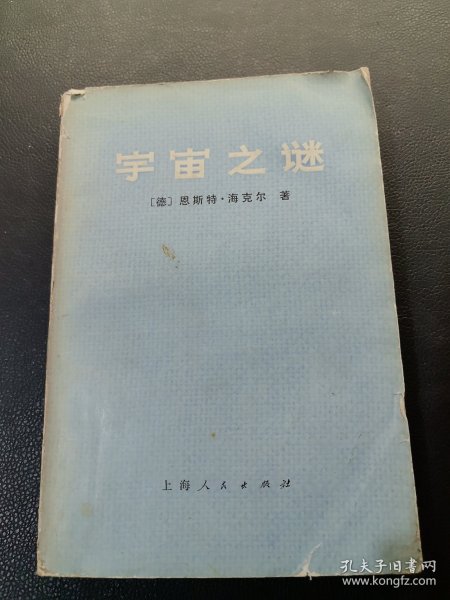 宇宙之谜
〔德〕恩斯特·海克尔 著
上海人民出版社
孔夫子旧书网
www.kongfz.com